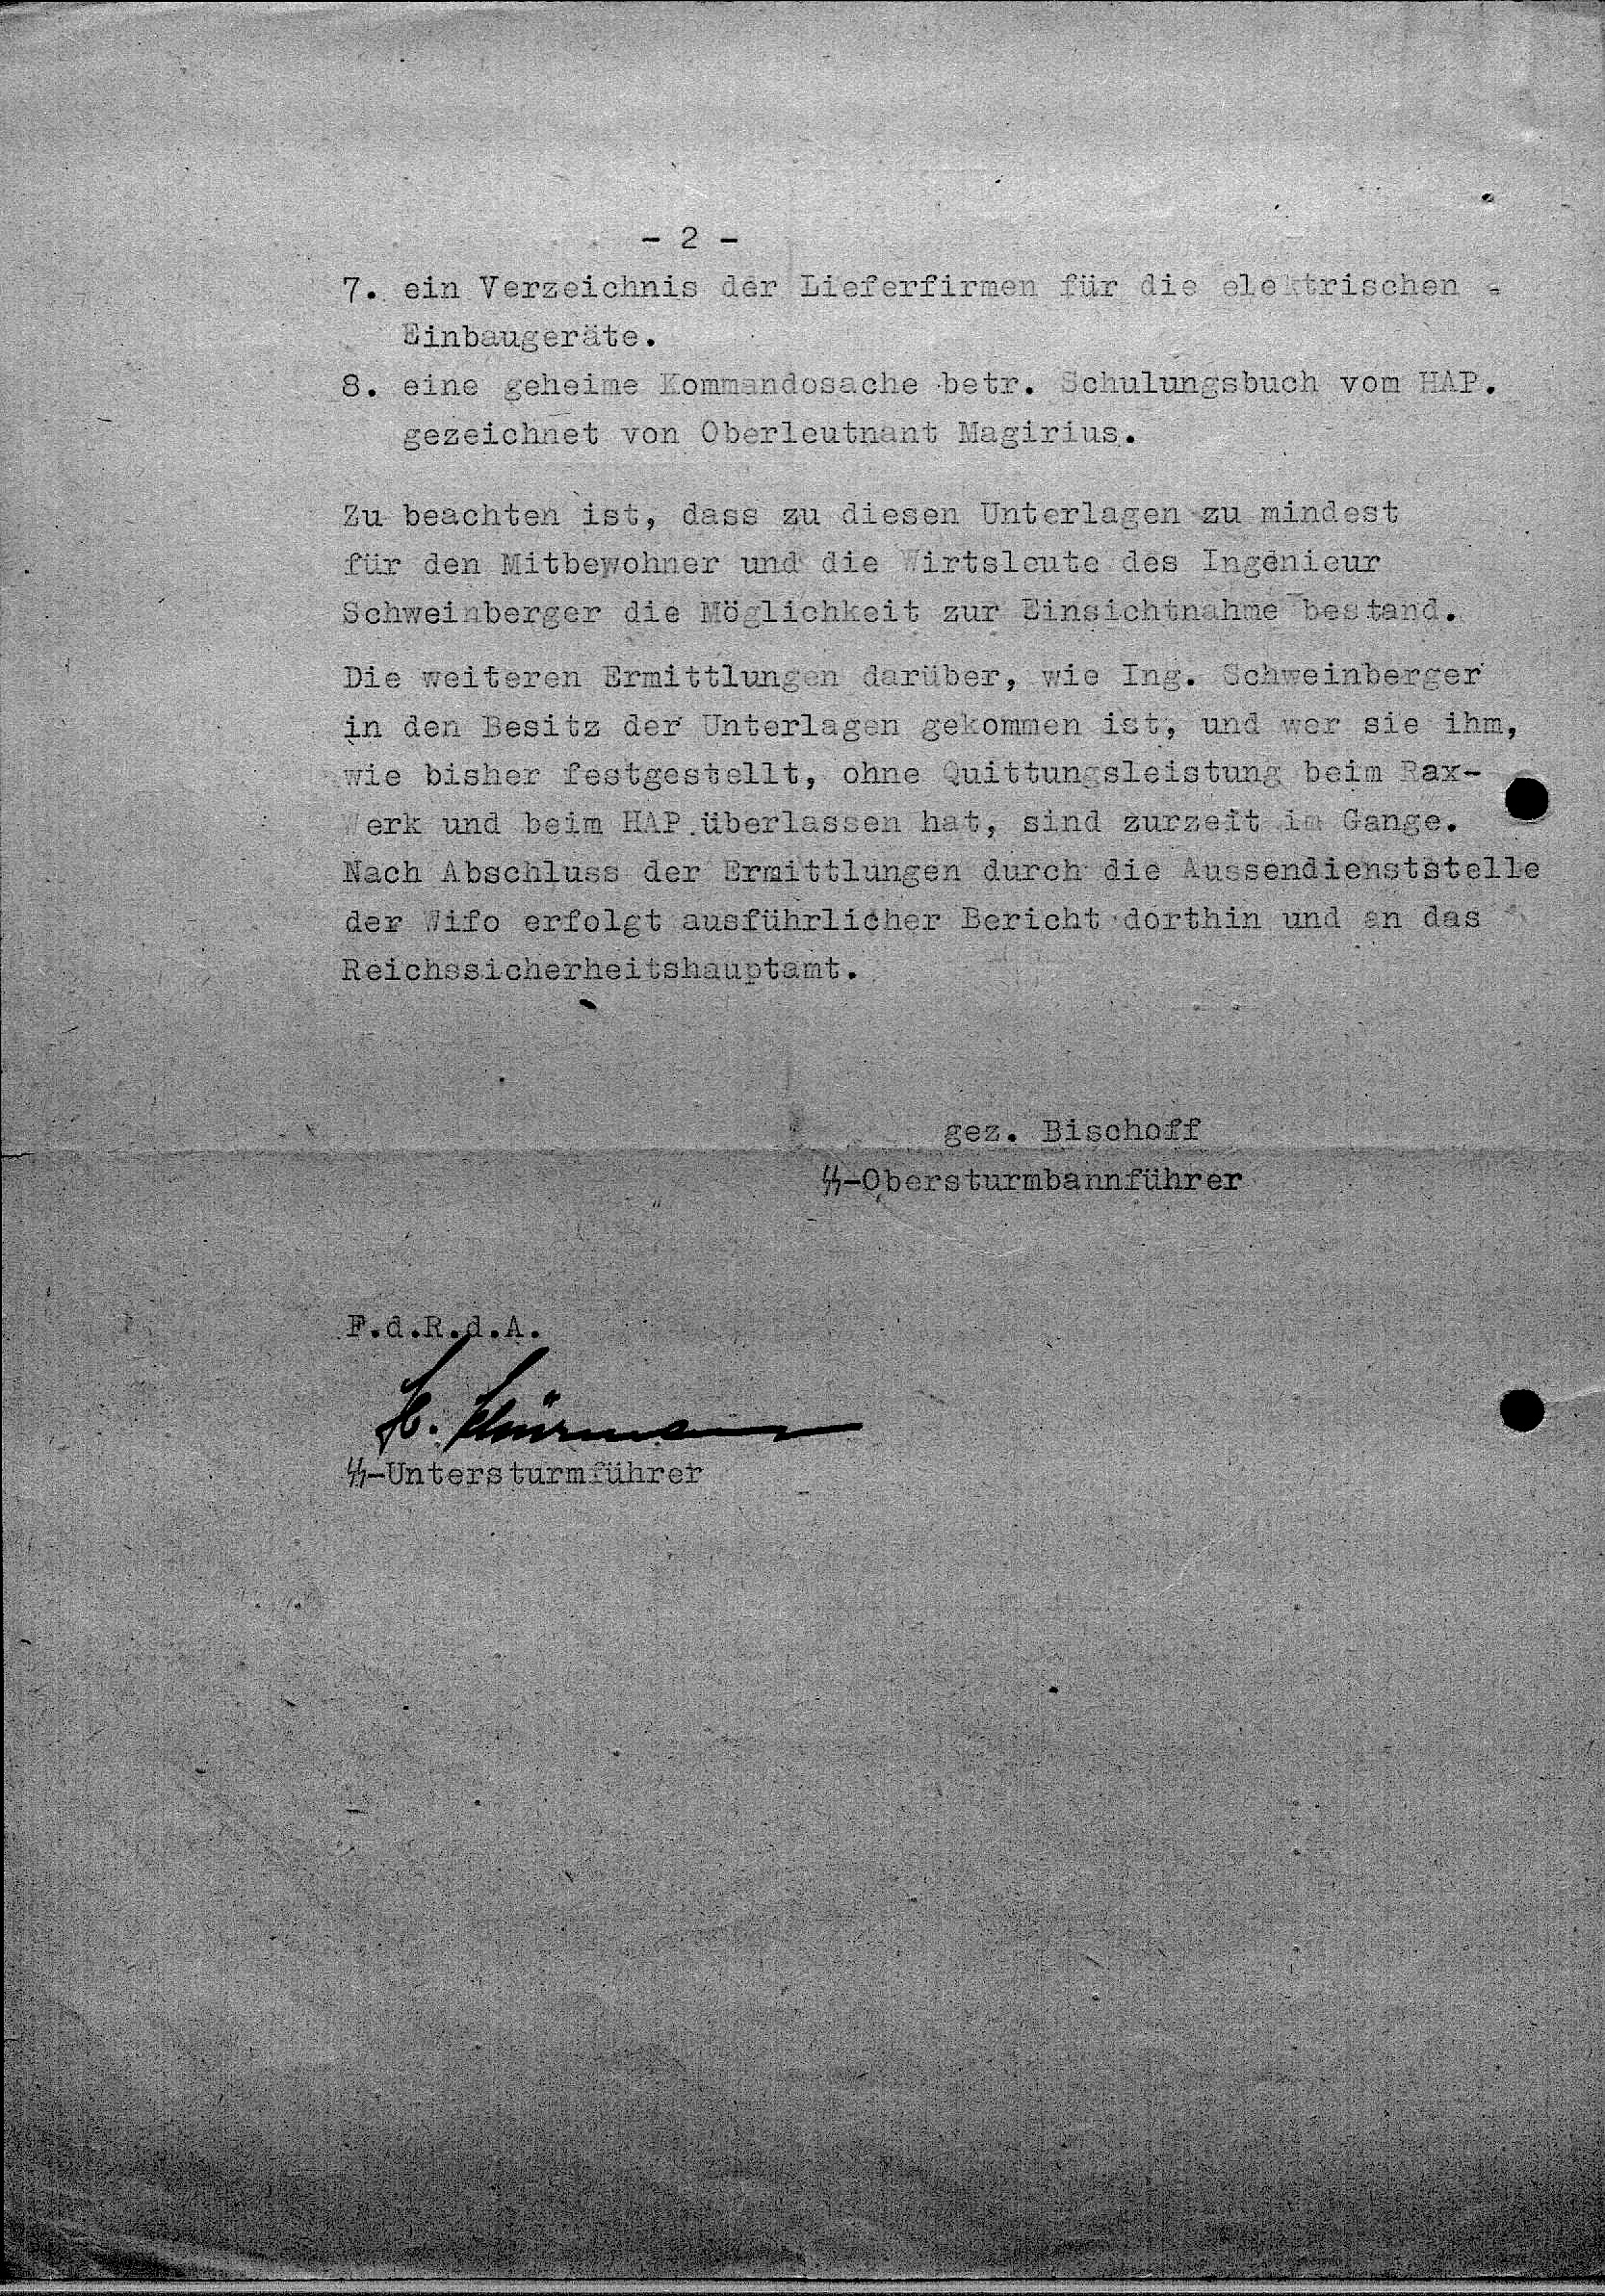 - 2 -
7. ein Verzeichnis der Lieferfirmen für die elektrischen -
Einbaugeräte.
8. eine geheime Kommandosache betr. Schulungsbuch vom HAP.
gezeichnet von Oberleutnant Magirius.
Zu beachten ist, dass zu diesen Unterlagen zu mindest
für den Mitbewohner und die Wirtsleute des Ingenieur
Schweinberger die Möglichkeit zur Einsichtnahme bestand.
Die weiteren Ermittlungen darüber, wie Ing. Schweinberger
in den Besitz der Unterlagen gekommen ist, und wer sie ihm,
wie bisher festgestellt, ohne Quittungsleistung beim Rax-
Werk und beim HAP.überlassen hat, sind zurzeit im Gange.
Nach Abschluss der Ermittlungen durch die Aussendienststelle
der Wifo erfolgt ausführlicher Bericht dorthin und an das
Reichssicherheitshauptamt.
gez. Bischoff
ᛋᛋ-Obersturmbannführer
F.d.R.d.A.
H. Schürmann
ᛋᛋ-Untersturmführer